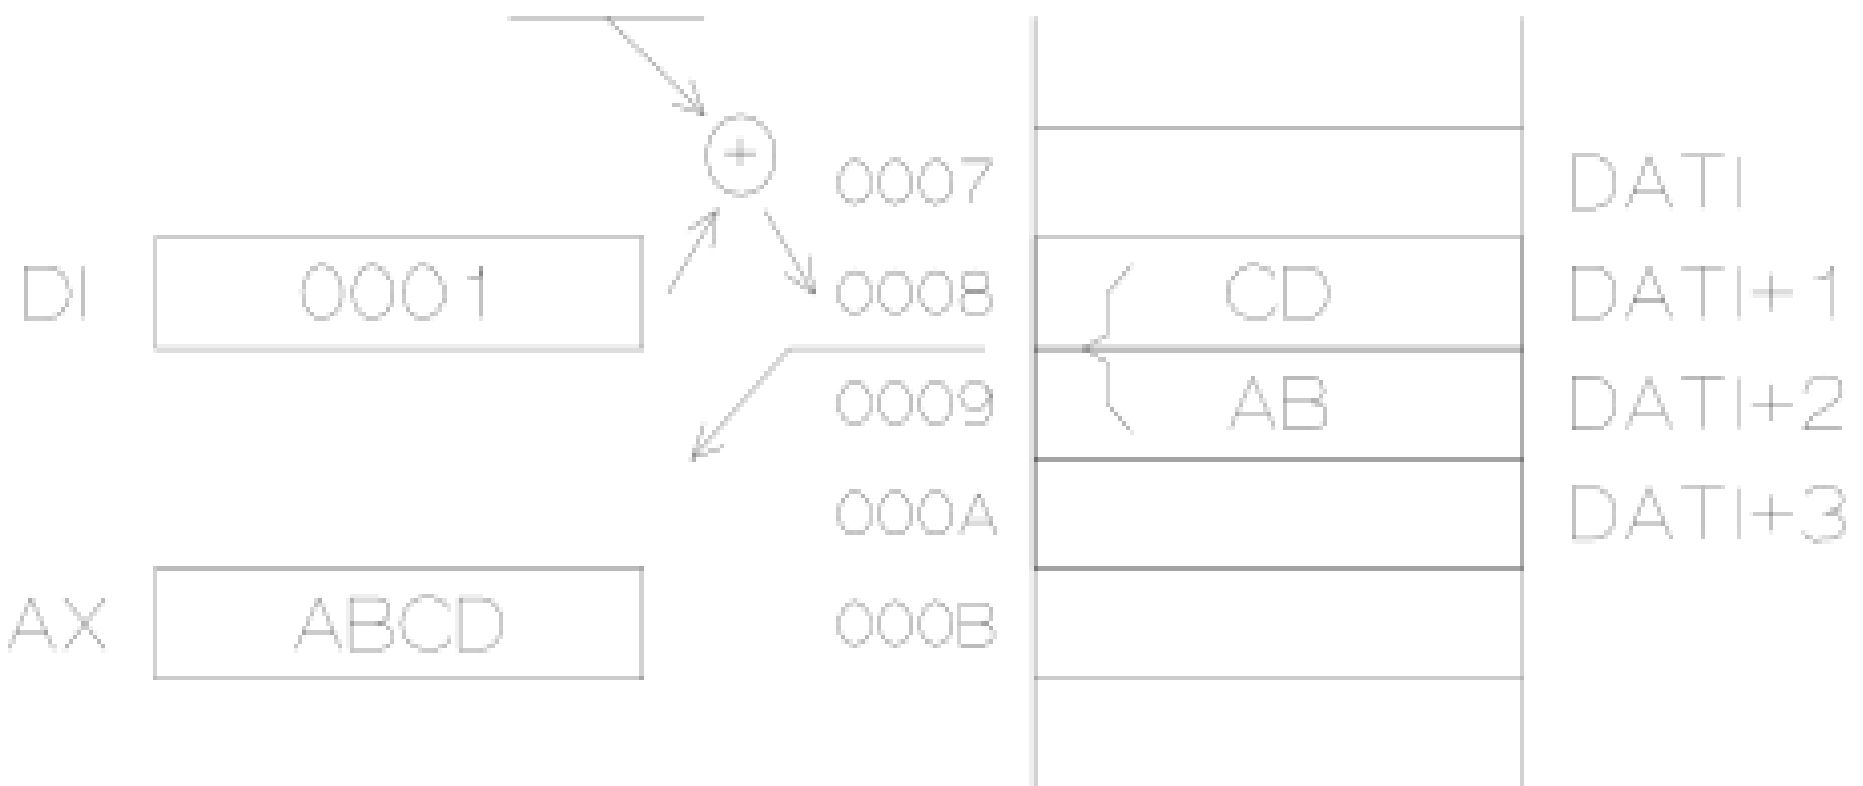 +
0007 DATI
DI 0001 0008 CD DATI+1
0009 AB DATI+2
000A DATI+3
AX ABCD 000B